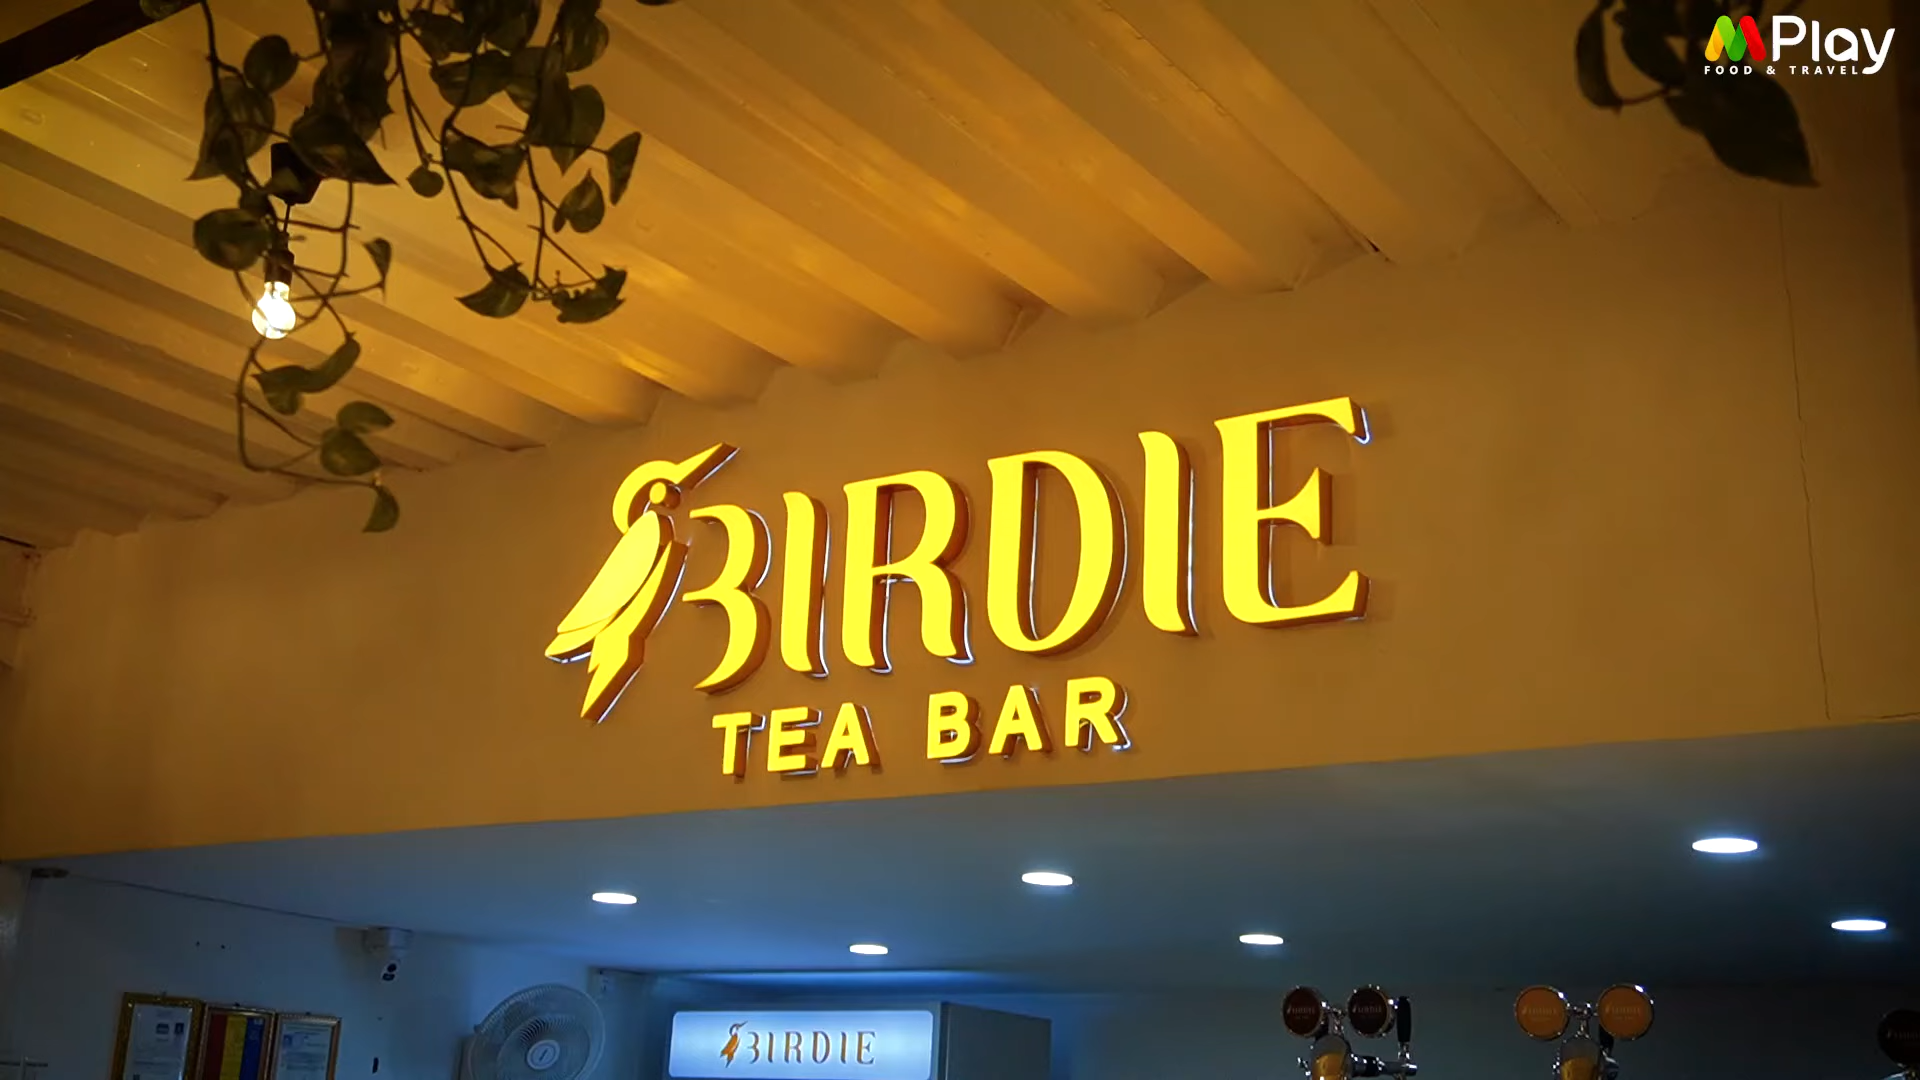 MPlay
FOOD & TRAVEL
BIRDIE
TEA BAR
BIRDIE